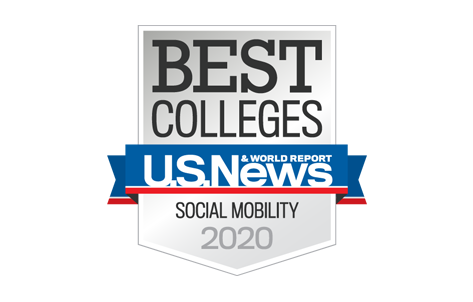 BEST
COLLEGES
& WORLD REPORT
U.S.News
SOCIAL MOBILITY
2020